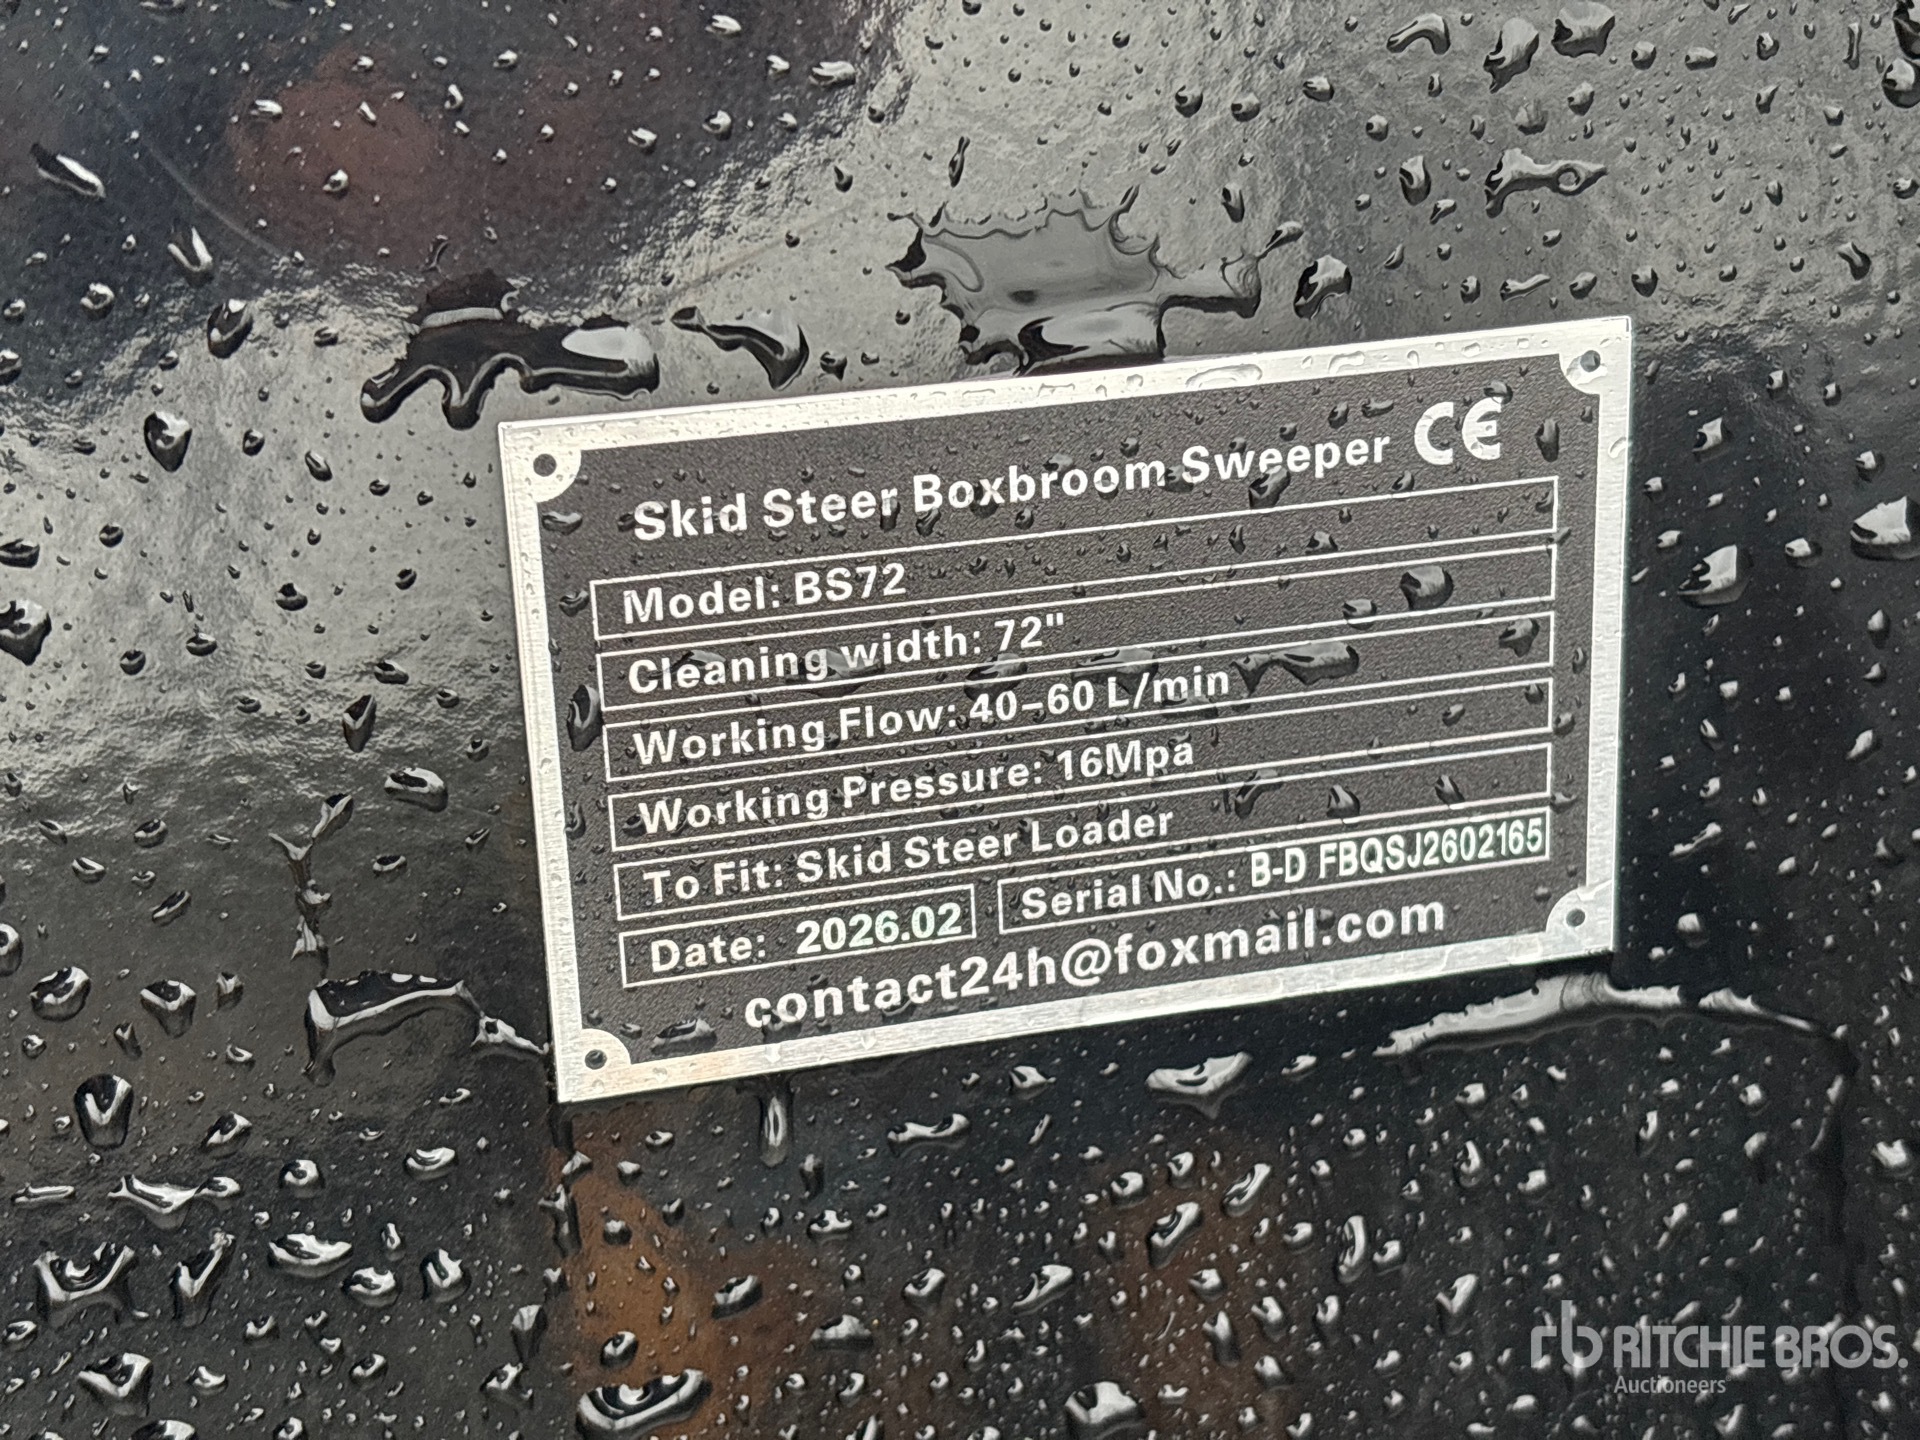 Skid Steer Boxbroom Sweeper CE
Model: BS72
Cleaning width: 72"
Working Flow: 40-60 L/min
Working Pressure: 16Mpa
To Fit: Skid Steer Loader
Date: 2026.02 Serial No.: B-D FBQSJ2602165
contact24h@foxmail.com
rb RITCHIE BROS.
Auctioneers